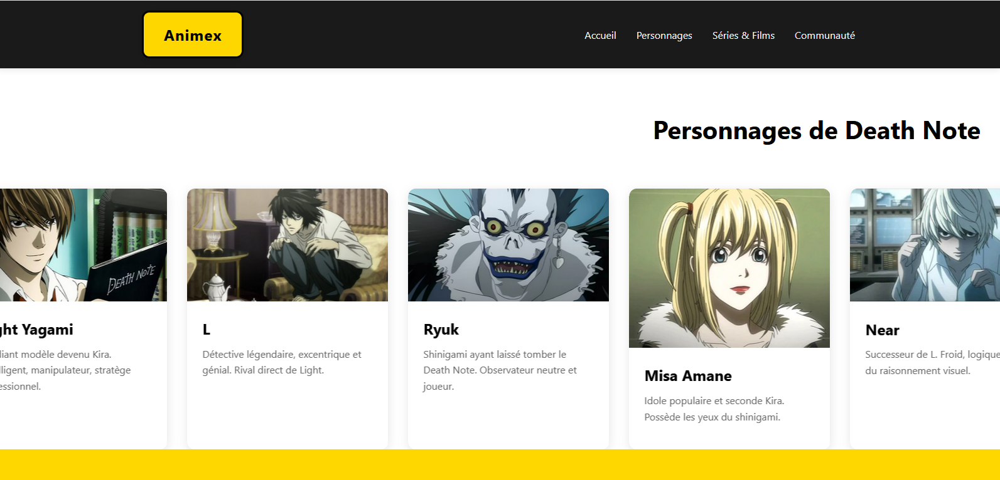 Animex
Accueil
Personnages
Séries & Films
Communauté
Personnages de Death Note
DEATH NOTE
ght Yagami
liant modèle devenu Kira.
lligent, manipulateur, stratège
essionnel.
L
Détective légendaire, excentrique et
génial. Rival direct de Light.
Ryuk
Shinigami ayant laissé tomber le
Death Note. Observateur neutre et
joueur.
Misa Amane
Idole populaire et seconde Kira.
Possède les yeux du shinigami.
Near
Successeur de L. Froid, logique
du raisonnement visuel.